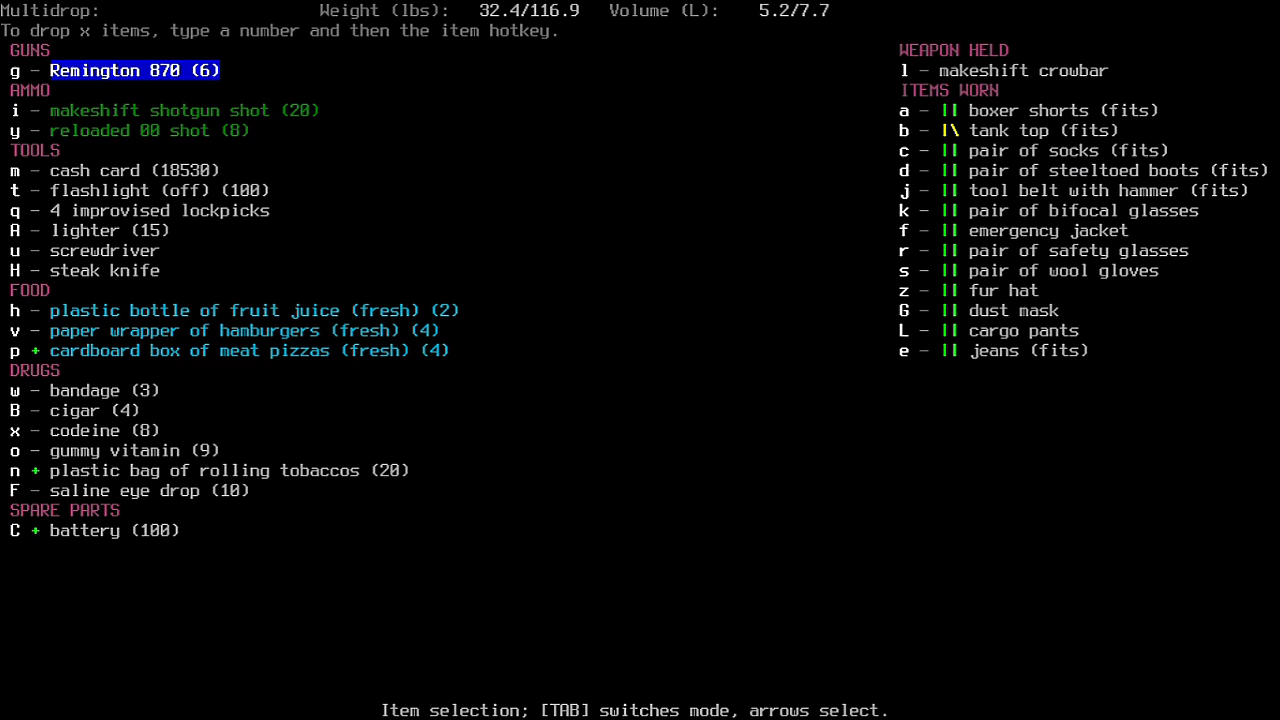 Multidrop: Weight (lbs): 32.4/116.9 Volume (L): 5.2/7.7
To drop x items, type a number and then the item hotkey.
GUNS
g - Remington 870 (6)
AMMO
i - makeshift shotgun shot (20)
y - reloaded 00 shot (8)
TOOLS
m - cash card (18530)
t - flashlight (off) (100)
q - 4 improvised lockpicks
A - lighter (15)
u - screwdriver
H - steak knife
FOOD
h - plastic bottle of fruit juice (fresh) (2)
v - paper wrapper of hamburgers (fresh) (4)
p + cardboard box of meat pizzas (fresh) (4)
DRUGS
w - bandage (3)
B - cigar (4)
x - codeine (8)
o - gummy vitamin (9)
n + plastic bag of rolling tobaccos (20)
F - saline eye drop (10)
SPARE PARTS
C + battery (100)
WEAPON HELD
l - makeshift crowbar
ITEMS WORN
a - || boxer shorts (fits)
b - |\ tank top (fits)
c - || pair of socks (fits)
d - || pair of steeltoed boots (fits)
j - || tool belt with hammer (fits)
k - || pair of bifocal glasses
f - || emergency jacket
r - || pair of safety glasses
s - || pair of wool gloves
z - || fur hat
G - || dust mask
L - || cargo pants
e - || jeans (fits)
Item selection; [TAB] switches mode, arrows select.